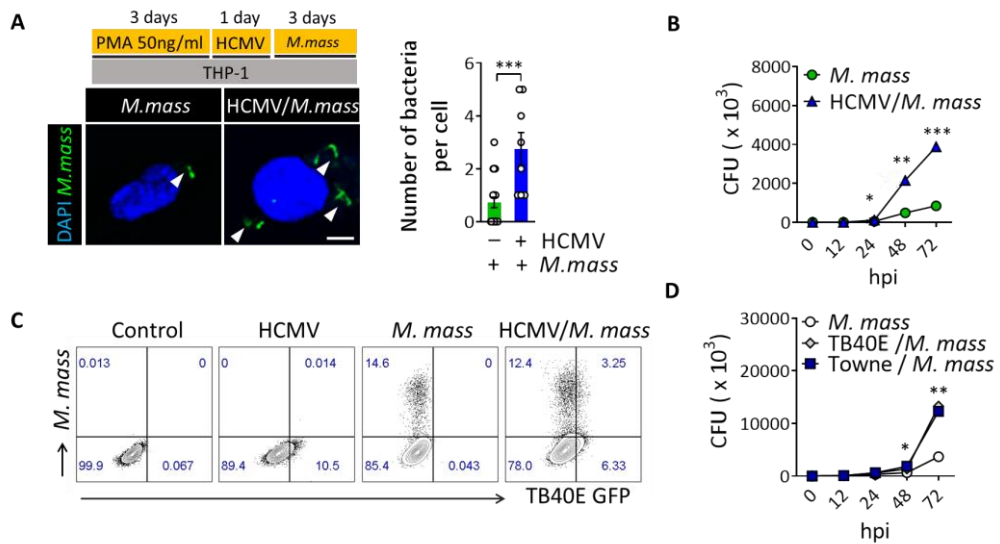 A
3 days 1 day 3 days
PMA 50ng/ml HCMV M.mass
THP-1
M.mass HCMV/M.mass
DAPI M.mass
Number of bacteria
per cell
6
4
2
0
***
− + HCMV
+ + M.mass
B
CFU ( x 10³)
8000
6000
4000
2000
0
M. mass
HCMV/M. mass
* ** ***
0 12 24 48 72
hpi
C
Control HCMV M. mass HCMV/M. mass
M. mass
0.013 0 0 0.014 14.6 0 12.4 3.25
99.9 0.067 89.4 10.5 85.4 0.043 78.0 6.33
TB40E GFP
D
CFU ( x 10³)
30000
20000
10000
0
M. mass
TB40E /M. mass
Towne / M. mass
* **
0 12 24 48 72
hpi